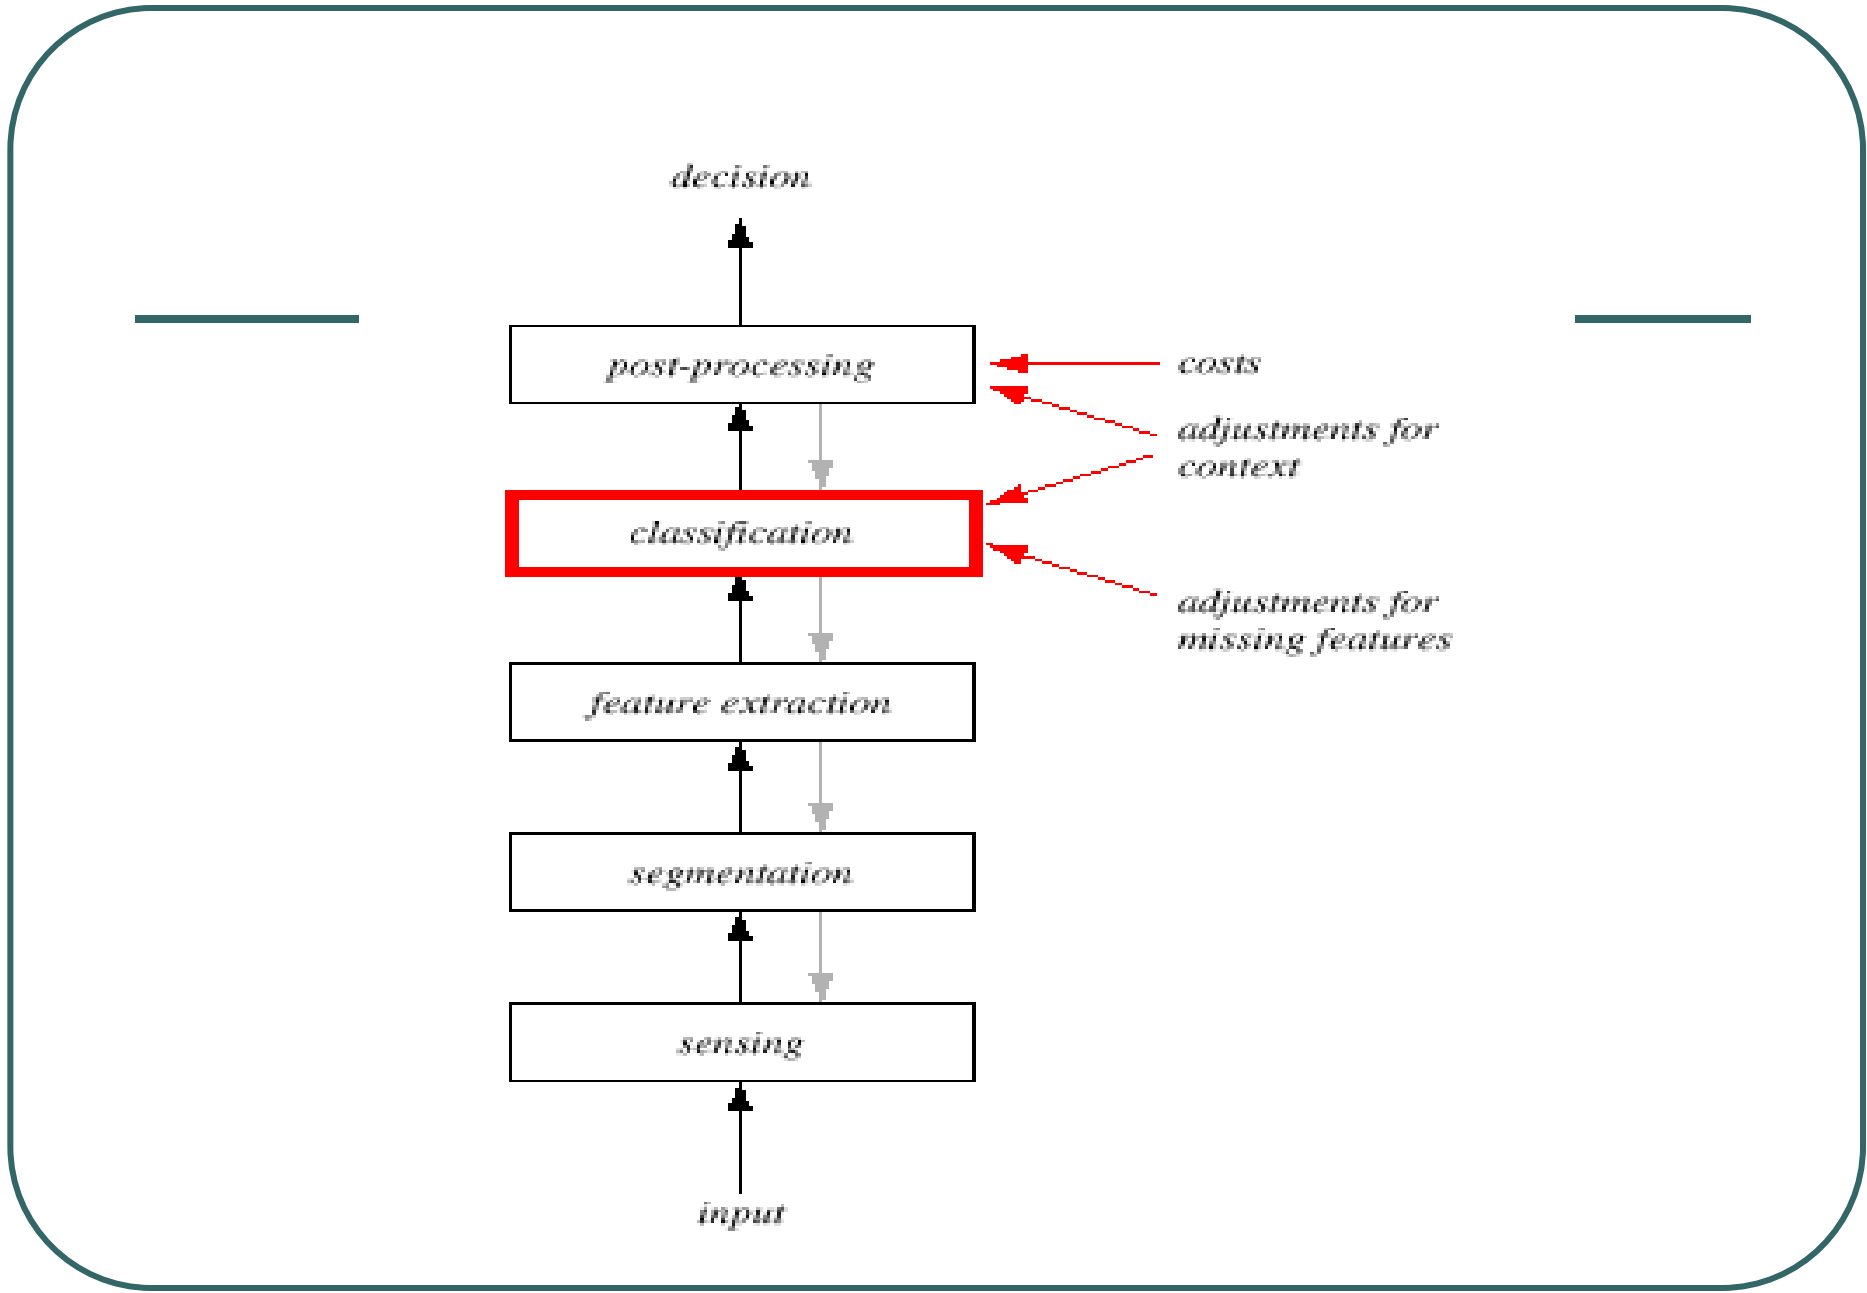 decision
post-processing
costs
adjustments for
context
classification
adjustments for
missing features
feature extraction
segmentation
sensing
input